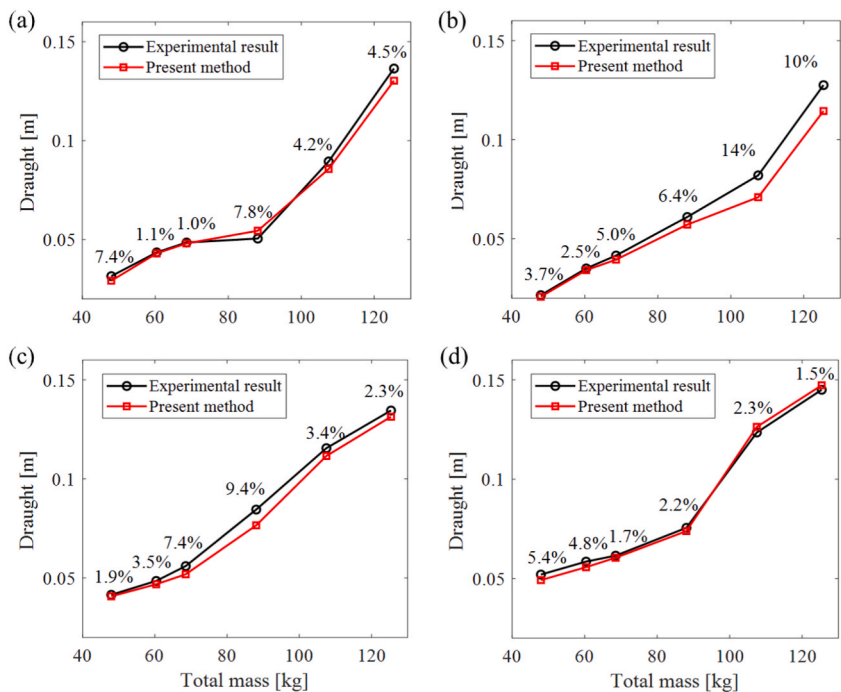 (a)
0.15
0.1
0.05
Draught [m]
Experimental result
Present method
7.4%
1.1%
1.0%
7.8%
4.2%
4.5%
40 60 80 100 120
(b)
0.15
0.1
0.05
Draught [m]
Experimental result
Present method
3.7%
2.5%
5.0%
6.4%
14%
10%
40 60 80 100 120
(c)
0.15
0.1
0.05
Draught [m]
Experimental result
Present method
1.9%
3.5%
7.4%
9.4%
3.4%
2.3%
40 60 80 100 120
Total mass [kg]
(d)
0.15
0.1
0.05
Draught [m]
Experimental result
Present method
5.4%
4.8%
1.7%
2.2%
2.3%
1.5%
40 60 80 100 120
Total mass [kg]